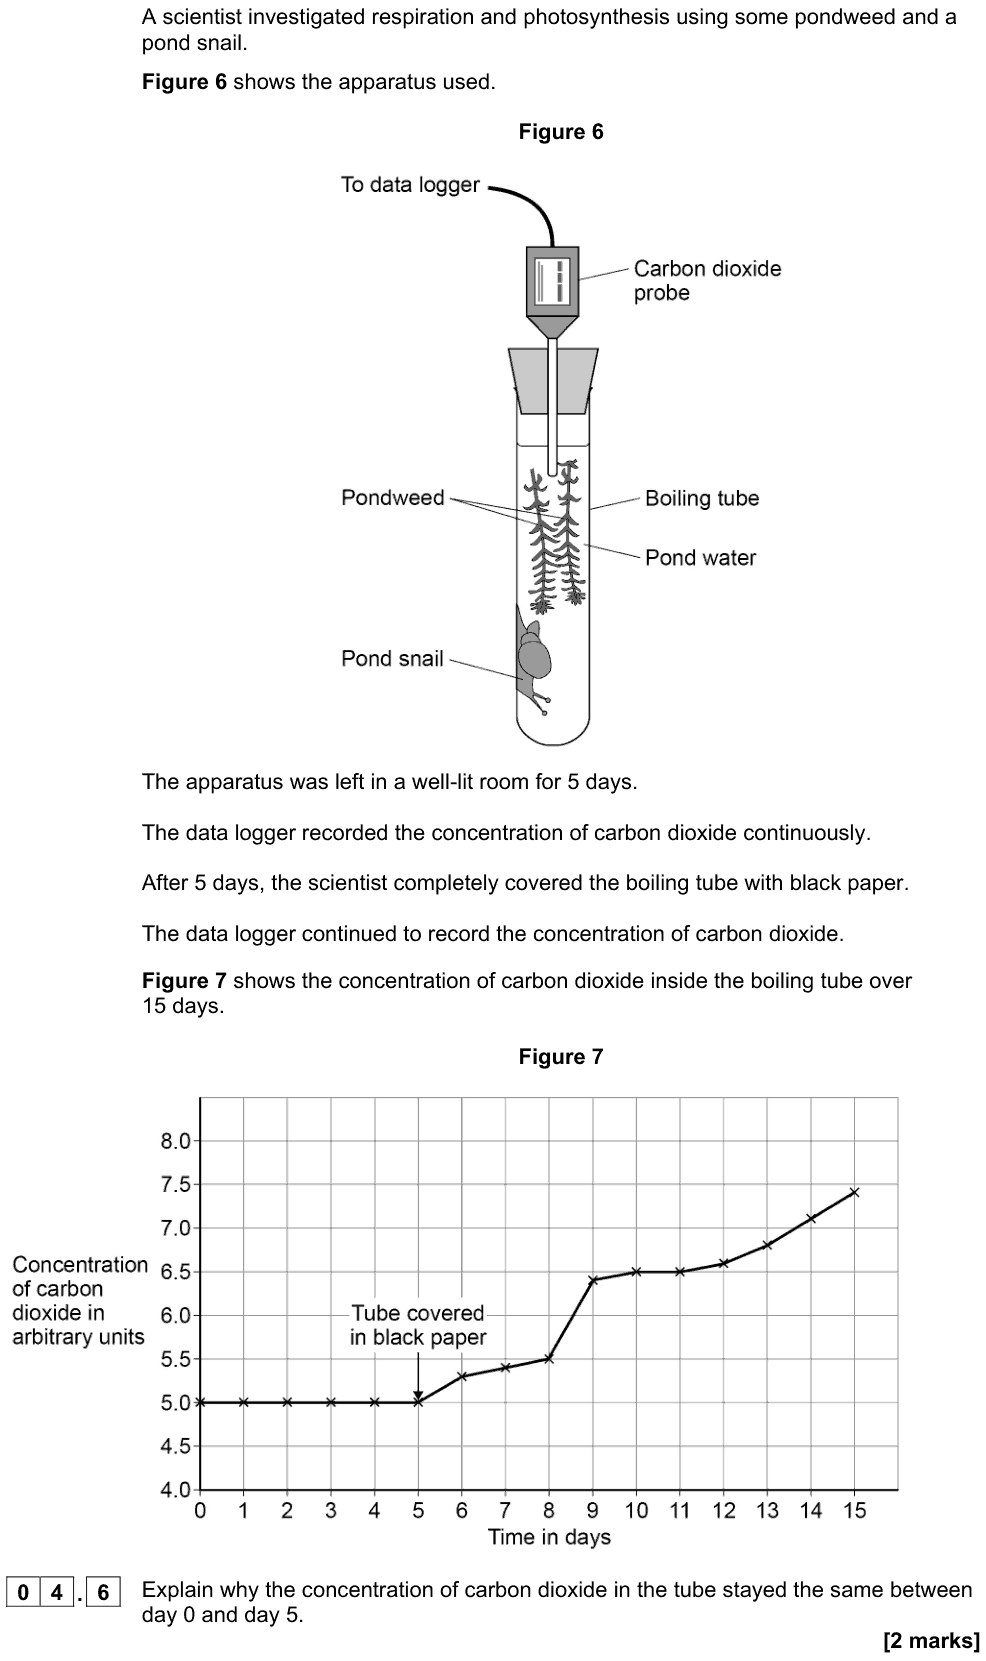 A scientist investigated respiration and photosynthesis using some pondweed and a
pond snail.
Figure 6 shows the apparatus used.
Figure 6
To data logger
Carbon dioxide
probe
Pondweed
Boiling tube
Pond water
Pond snail
The apparatus was left in a well-lit room for 5 days.
The data logger recorded the concentration of carbon dioxide continuously.
After 5 days, the scientist completely covered the boiling tube with black paper.
The data logger continued to record the concentration of carbon dioxide.
Figure 7 shows the concentration of carbon dioxide inside the boiling tube over
15 days.
Figure 7
8.0
7.5
7.0
6.5
6.0
5.5
5.0
4.5
4.0
Concentration
of carbon
dioxide in
arbitrary units
Tube covered
in black paper
0 1 2 3 4 5 6 7 8 9 10 11 12 13 14 15
Time in days
0 4 . 6 Explain why the concentration of carbon dioxide in the tube stayed the same between
day 0 and day 5.
[2 marks]